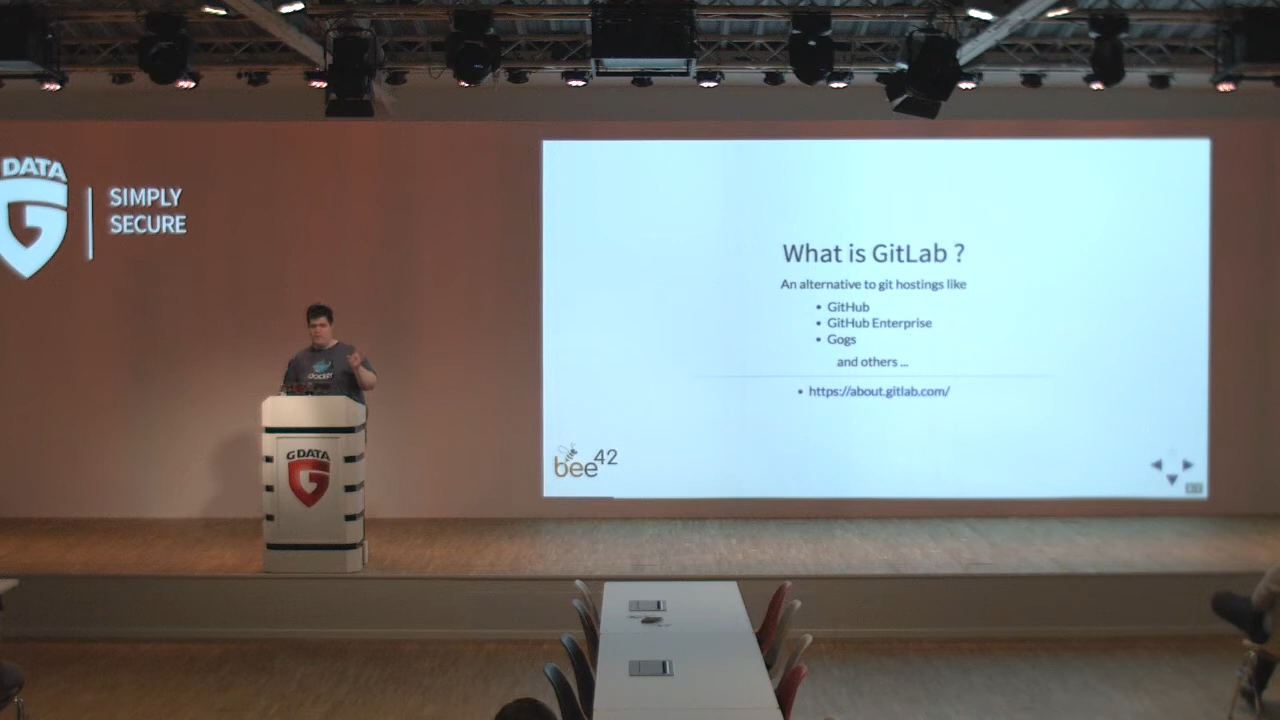 DATA
SIMPLY
SECURE
What is GitLab ?
An alternative to git hostings like
• GitHub
• GitHub Enterprise
• Gogs
and others ...
• https://about.gitlab.com/
bee42
docker
G DATA